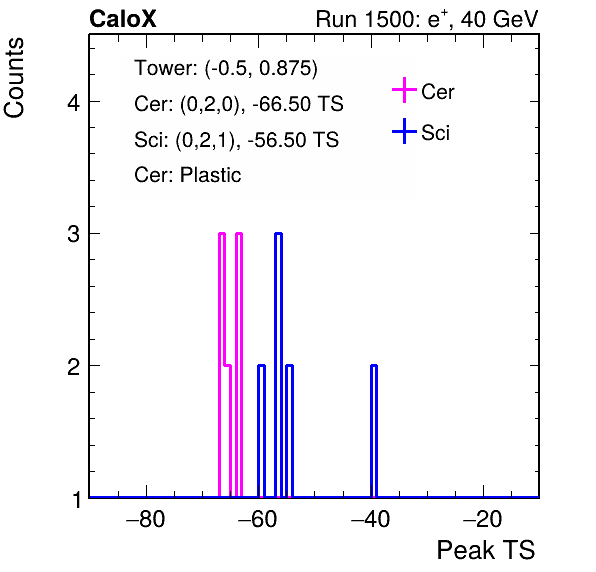 CaloX Run 1500: e⁺, 40 GeV
Counts
Tower: (-0.5, 0.875)
Cer: (0,2,0), -66.50 TS
Sci: (0,2,1), -56.50 TS
Cer: Plastic
Cer
Sci
4
3
2
1
−80 −60 −40 −20
Peak TS